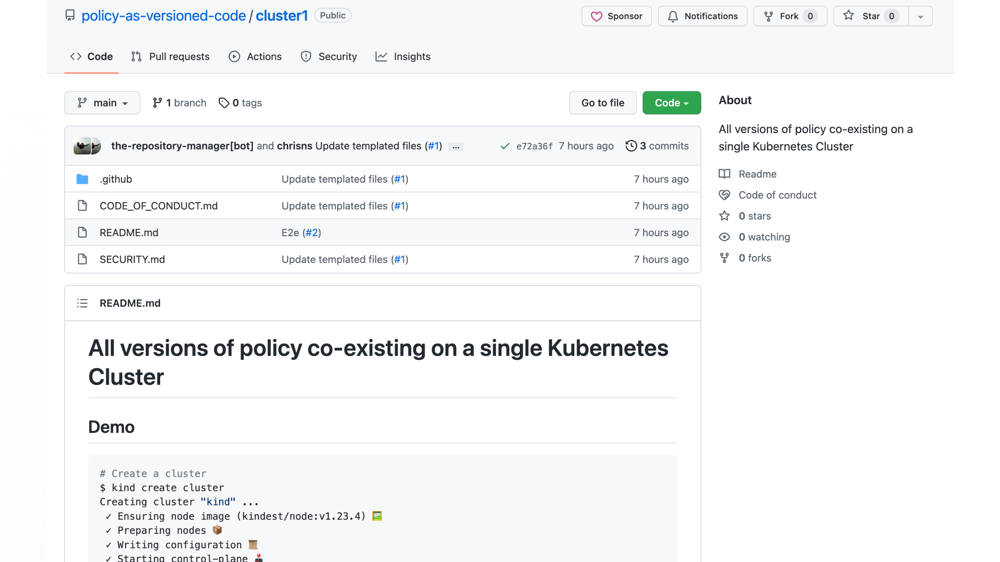 policy-as-versioned-code / cluster1 Public
Sponsor Notifications Fork 0 Star 0
Code Pull requests Actions Security Insights
main 1 branch 0 tags Go to file Code
the-repository-manager[bot] and chrisns Update templated files (#1) ... e72a36f 7 hours ago 3 commits
.github Update templated files (#1) 7 hours ago
CODE_OF_CONDUCT.md Update templated files (#1) 7 hours ago
README.md E2e (#2) 7 hours ago
SECURITY.md Update templated files (#1) 7 hours ago
About
All versions of policy co-existing on a
single Kubernetes Cluster
Readme
Code of conduct
0 stars
0 watching
0 forks
README.md
All versions of policy co-existing on a single Kubernetes
Cluster
Demo
# Create a cluster
$ kind create cluster
Creating cluster "kind" ...
✓ Ensuring node image (kindest/node:v1.23.4) 🖼
✓ Preparing nodes 📦
✓ Writing configuration 📜
✓ Starting control-plane 🕹